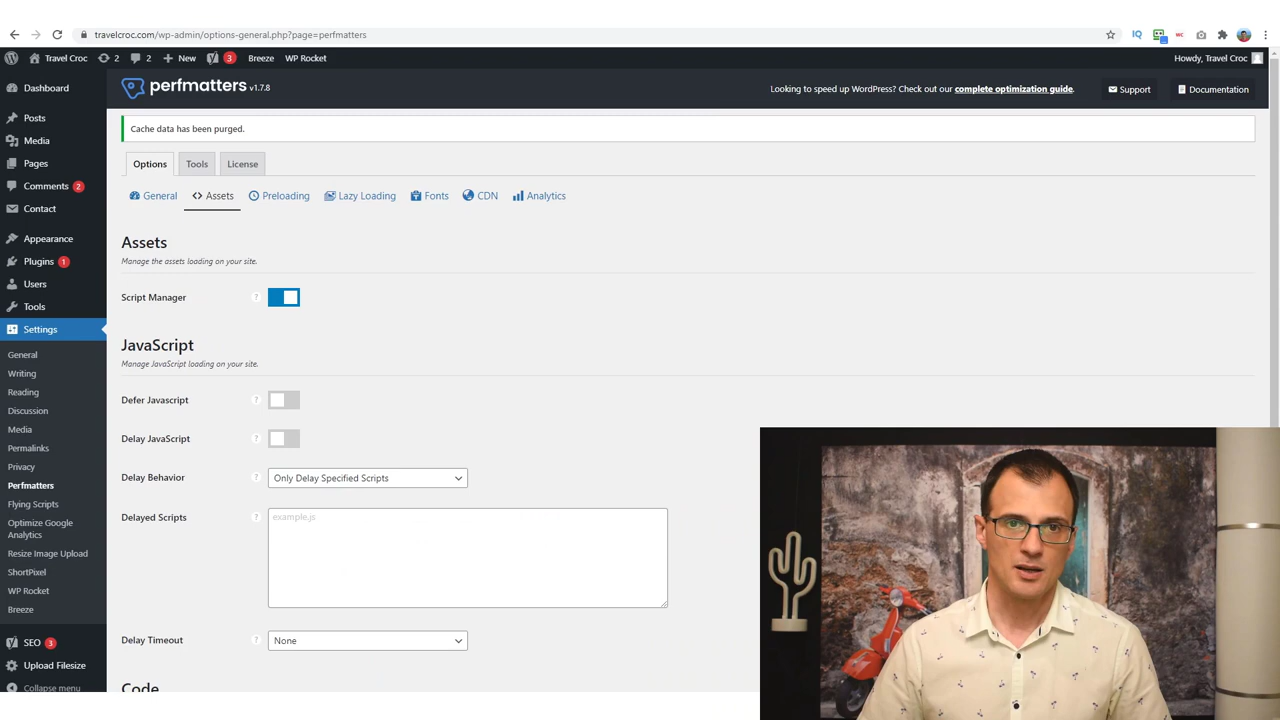 travelcroc.com/wp-admin/options-general.php?page=perfmatters
Travel Croc 2 2 New 3 Breeze WP Rocket Howdy, Travel Croc
Dashboard
Posts
Media
Pages
Comments 2
Contact
Appearance
Plugins 1
Users
Tools
Settings
General
Writing
Reading
Discussion
Media
Permalinks
Privacy
Perfmatters
Flying Scripts
Optimize Google
Analytics
Resize Image Upload
ShortPixel
WP Rocket
Breeze
SEO 3
Upload Filesize
Collapse menu
perfmatters v1.7.8
Looking to speed up WordPress? Check out our complete optimization guide. Support Documentation
Cache data has been purged.
Options Tools License
General Assets Preloading Lazy Loading Fonts CDN Analytics
Assets
Manage the assets loading on your site.
Script Manager ?
JavaScript
Manage JavaScript loading on your site.
Defer Javascript ?
Delay JavaScript ?
Delay Behavior ? Only Delay Specified Scripts
Delayed Scripts ? example.js
Delay Timeout ? None
Code